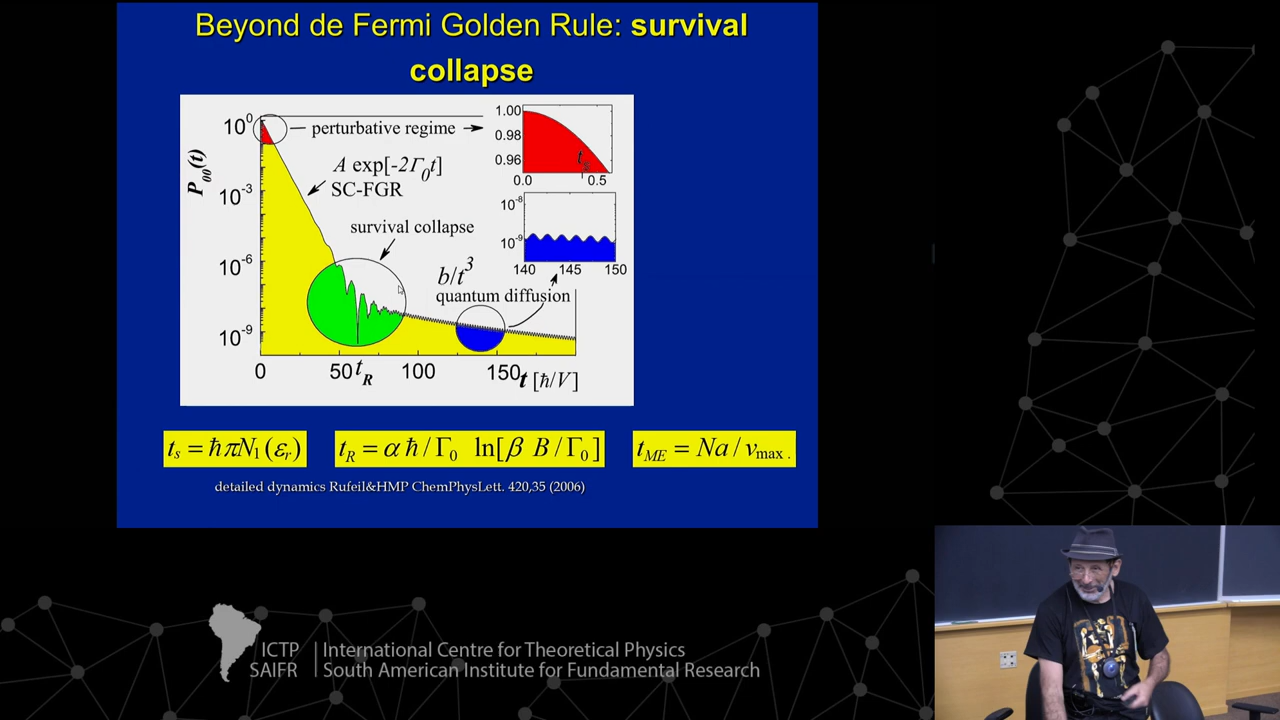 Beyond de Fermi Golden Rule: survival
collapse
10⁰
10⁻³
10⁻⁶
10⁻⁹
P₀₀(t)
perturbative regime
A exp[-2Γ₀t]
SC-FGR
survival collapse
b/t³
quantum diffusion
0
50
t_R
100
150
t [ħ/V]
1.00
0.98
0.96
0.0
0.5
10⁻⁸
10⁻⁹
140
145
150
t_s = ħπN₁(ε_r)
t_R = α ħ / Γ₀ ln[β B / Γ₀]
t_ME = Na / v_max .
detailed dynamics Rufeil&HMP ChemPhysLett. 420,35 (2006)
ICTP
SAIFR
International Centre for Theoretical Physics
South American Institute for Fundamental Research